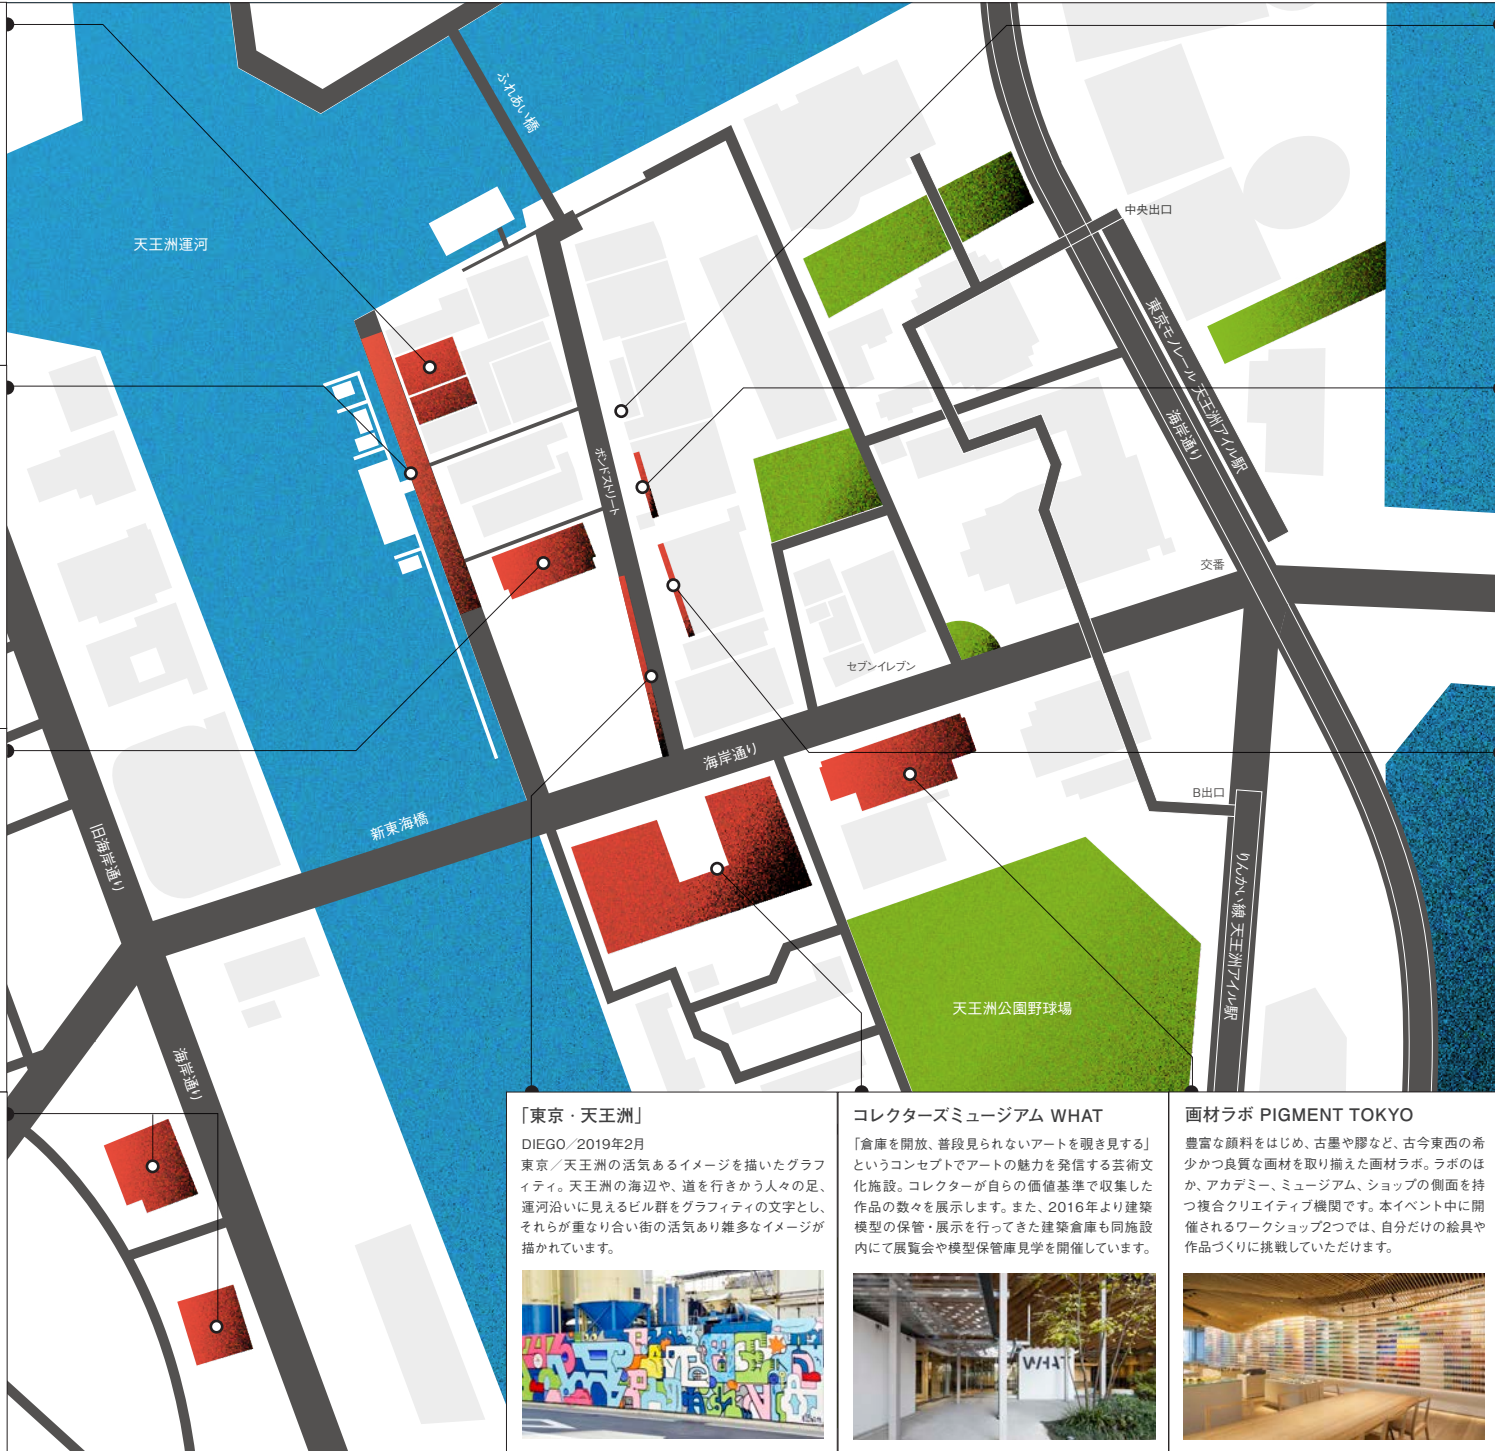 ふれあい橋
天王洲運河
中央出口
東京モノレール 天王洲アイル駅
海岸通り
ボンドストリート
交番
セブンイレブン
海岸通り
新東海橋
旧海岸通り
B出口
りんかい線 天王洲アイル駅
天王洲公園野球場
海岸通り
「東京・天王洲」
DIEGO／2019年2月
東京／天王洲の活気あるイメージを描いたグラフ
ィティ。天王洲の海辺や、道を行きかう人々の足、
運河沿いに見えるビル群をグラフィティの文字とし、
それらが重なり合い街の活気あり雑多なイメージが
描かれています。
コレクターズミュージアム WHAT
「倉庫を開放、普段見られないアートを覗き見する」
というコンセプトでアートの魅力を発信する芸術文
化施設。コレクターが自らの価値基準で収集した
作品の数々を展示します。また、2016年より建築
模型の保管・展示を行ってきた建築倉庫も同施設
内にて展覧会や模型保管庫見学を開催しています。
WHAT
画材ラボ PIGMENT TOKYO
豊富な顔料をはじめ、古墨や膠など、古今東西の希
少かつ良質な画材を取り揃えた画材ラボ。ラボのほ
か、アカデミー、ミュージアム、ショップの側面を持
つ複合クリエイティブ機関です。本イベント中に開
催されるワークショップ2つでは、自分だけの絵具や
作品づくりに挑戦していただけます。